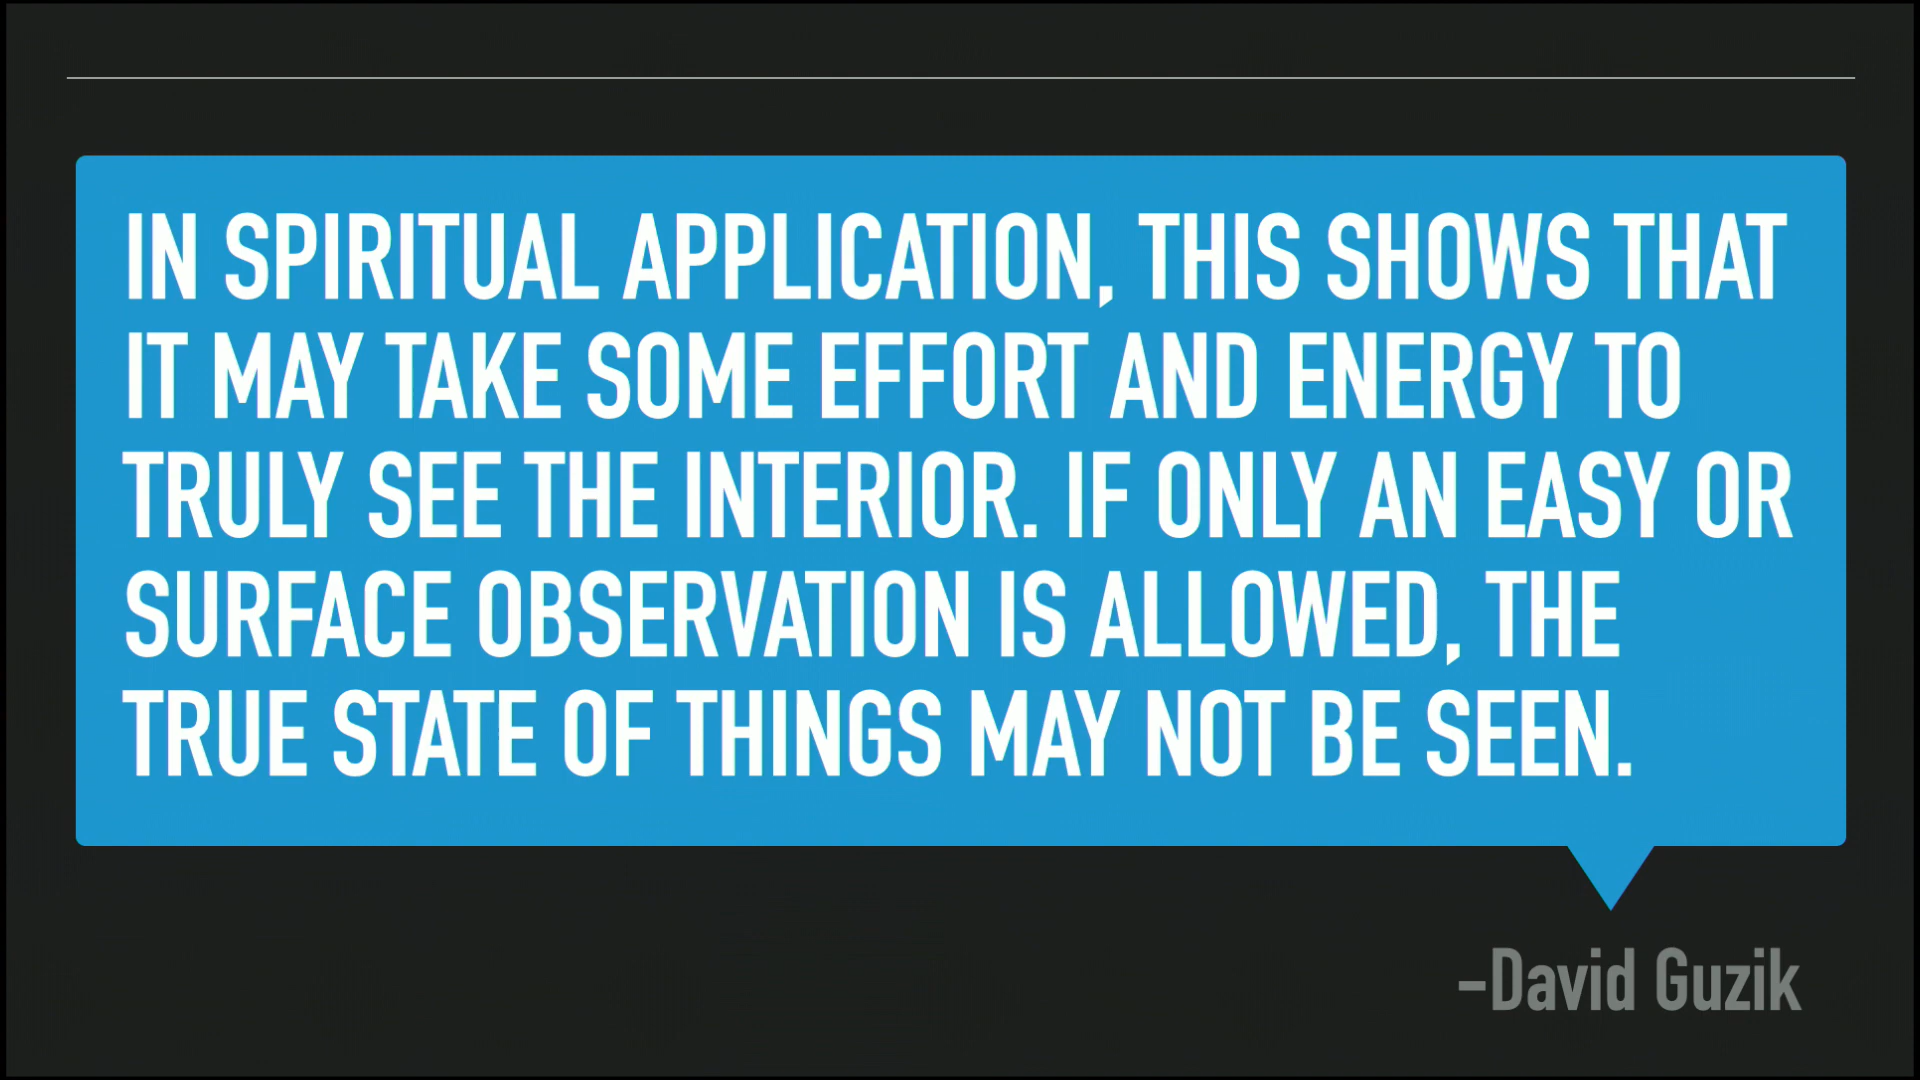 IN SPIRITUAL APPLICATION, THIS SHOWS THAT
IT MAY TAKE SOME EFFORT AND ENERGY TO
TRULY SEE THE INTERIOR. IF ONLY AN EASY OR
SURFACE OBSERVATION IS ALLOWED, THE
TRUE STATE OF THINGS MAY NOT BE SEEN.
–David Guzik